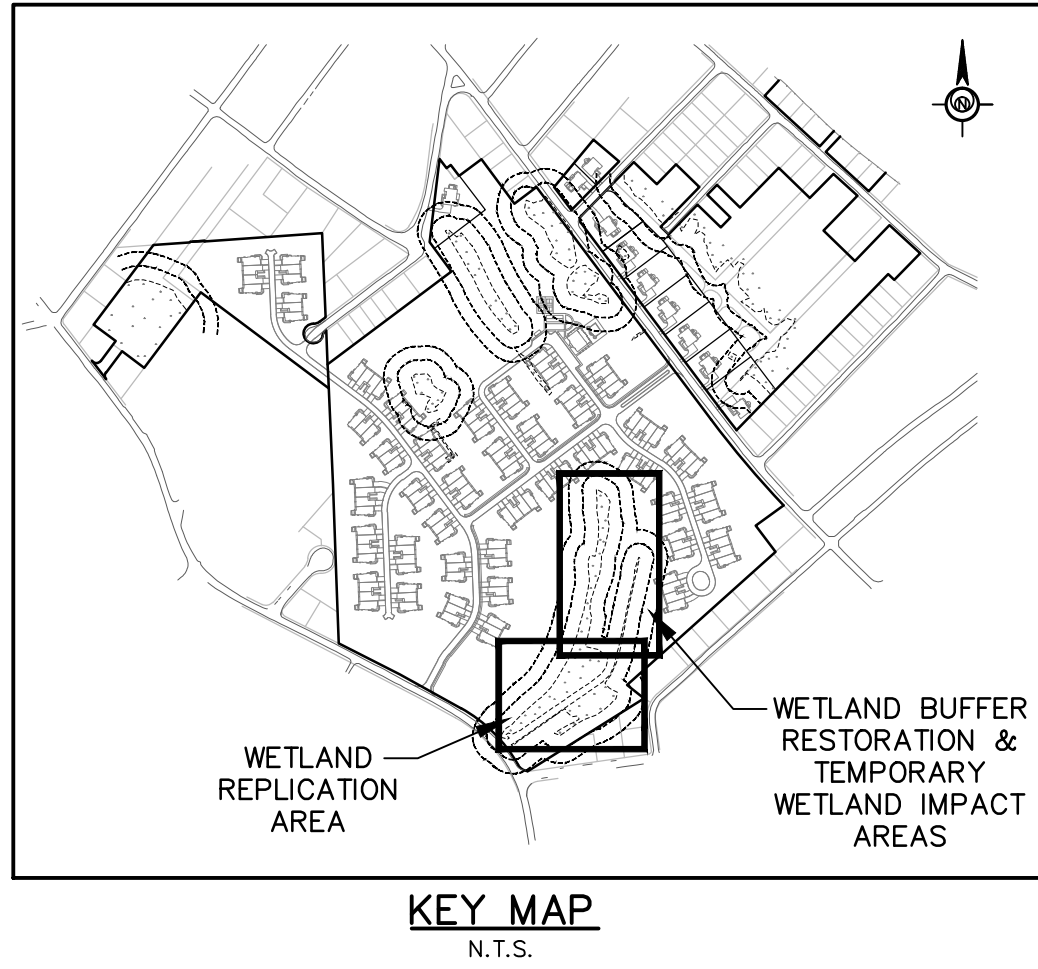 N
WETLAND
REPLICATION
AREA
WETLAND BUFFER
RESTORATION &
TEMPORARY
WETLAND IMPACT
AREAS
KEY MAP
N.T.S.